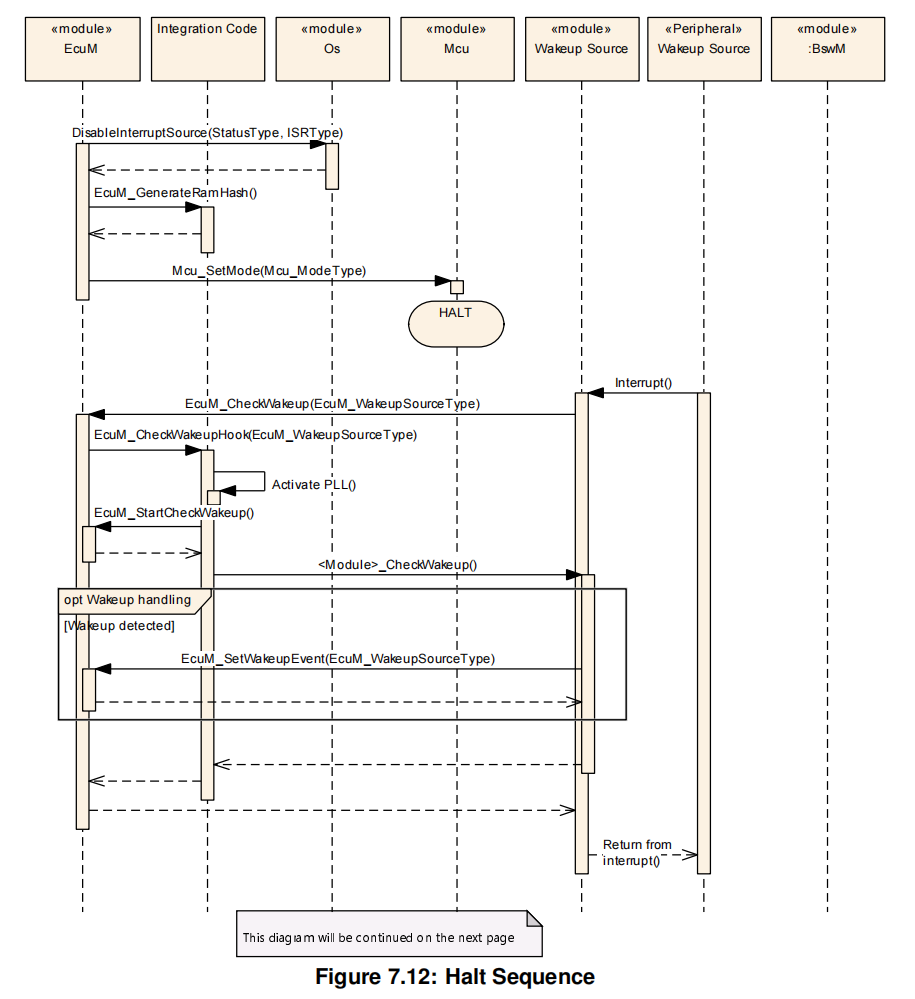 «module»
EcuM
Integration Code
«module»
Os
«module»
Mcu
«module»
Wakeup Source
«Peripheral»
Wakeup Source
«module»
:BswM
DisableInterruptSource(StatusType, ISRType)
EcuM_GenerateRamHash()
Mcu_SetMode(Mcu_ModeType)
HALT
Interrupt()
EcuM_CheckWakeup(EcuM_WakeupSourceType)
EcuM_CheckWakeupHook(EcuM_WakeupSourceType)
Activate PLL()
EcuM_StartCheckWakeup()
<Module>_CheckWakeup()
opt Wakeup handling
[Wakeup detected]
EcuM_SetWakeupEvent(EcuM_WakeupSourceType)
Return from
interrupt()
This diagram will be continued on the next page
Figure 7.12: Halt Sequence